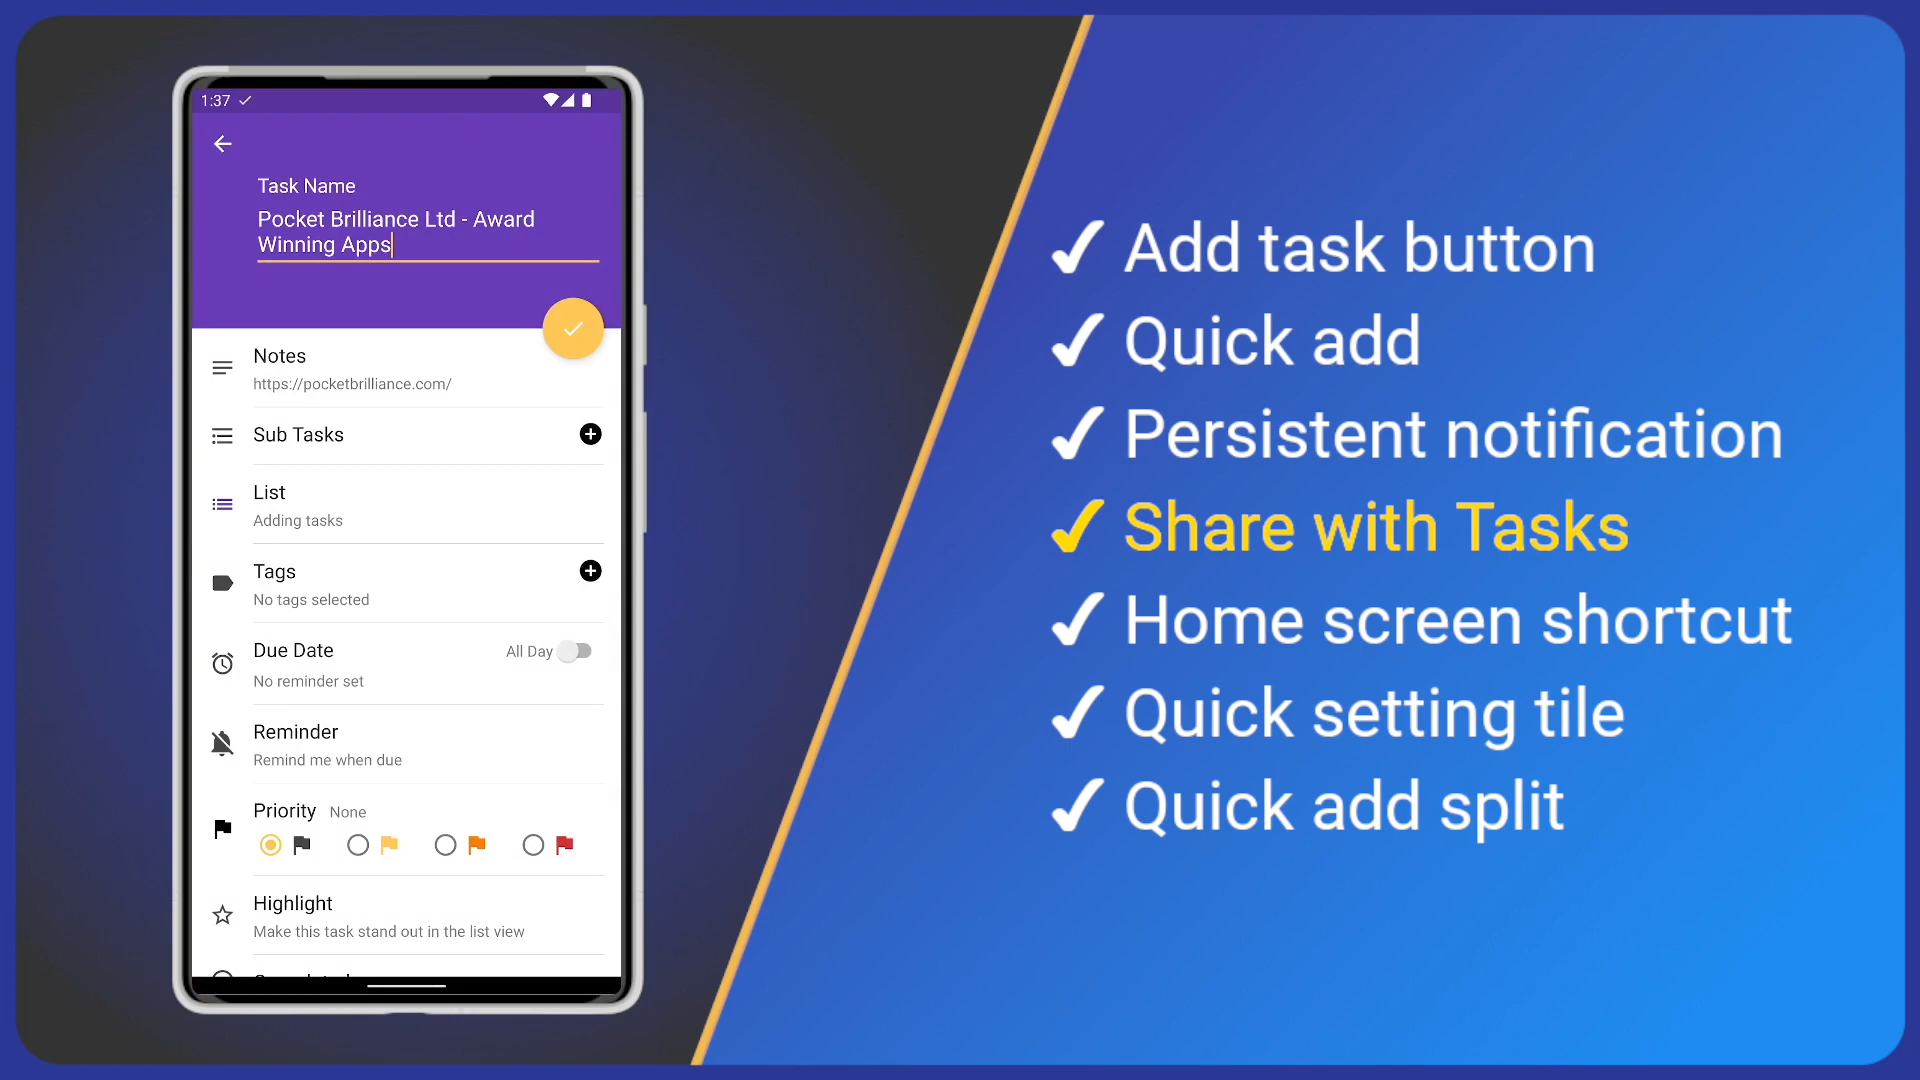 1:37
Task Name
Pocket Brilliance Ltd - Award
Winning Apps
Notes
https://pocketbrilliance.com/
Sub Tasks
List
Adding tasks
Tags
No tags selected
Due Date
All Day
No reminder set
Reminder
Remind me when due
Priority None
Highlight
Make this task stand out in the list view
Add task button
Quick add
Persistent notification
Share with Tasks
Home screen shortcut
Quick setting tile
Quick add split